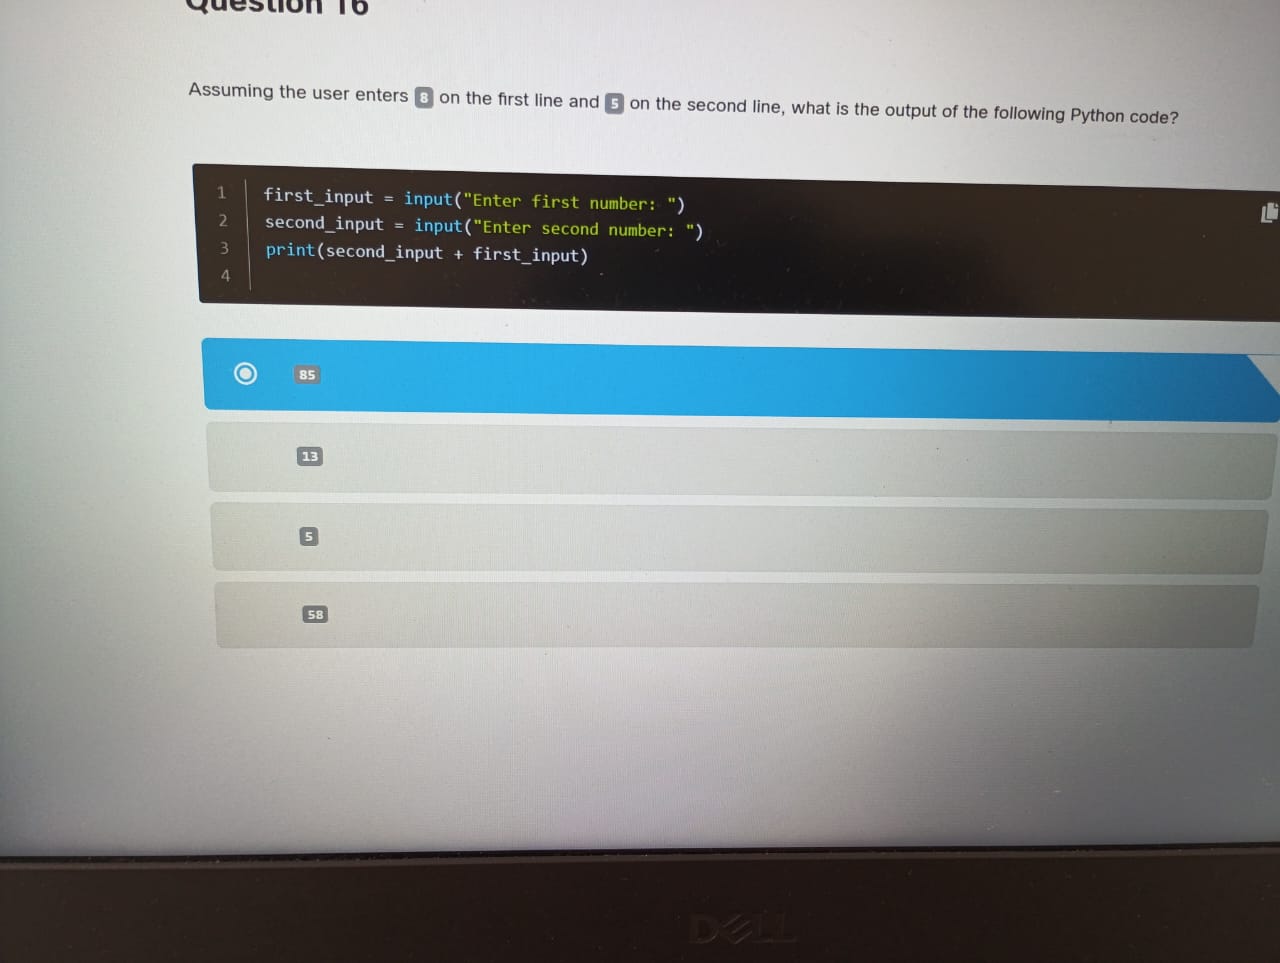 Question 16
Assuming the user enters 8 on the first line and 5 on the second line, what is the output of the following Python code?
1 first_input = input("Enter first number: ")
2 second_input = input("Enter second number: ")
3 print(second_input + first_input)
4
85
13
5
58
DELL